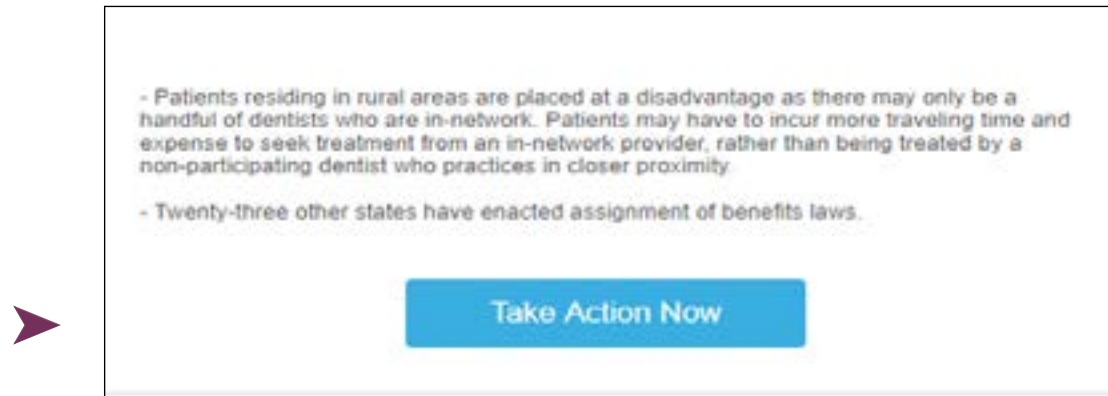 - Patients residing in rural areas are placed at a disadvantage as there may only be a
handful of dentists who are in-network. Patients may have to incur more traveling time and
expense to seek treatment from an in-network provider, rather than being treated by a
non-participating dentist who practices in closer proximity.
- Twenty-three other states have enacted assignment of benefits laws.
Take Action Now